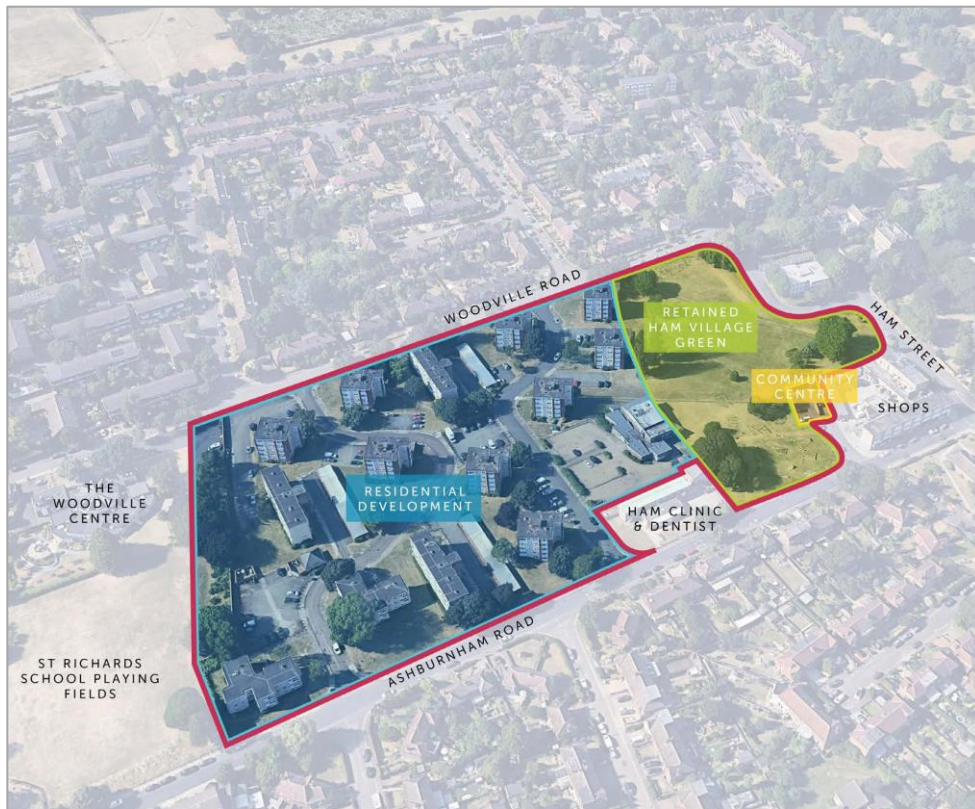 WOODVILLE ROAD
RETAINED
HAM VILLAGE
GREEN
HAM STREET
COMMUNITY
CENTRE
SHOPS
THE
WOODVILLE
CENTRE
RESIDENTIAL
DEVELOPMENT
HAM CLINIC
& DENTIST
ASHBURNHAM ROAD
ST RICHARDS
SCHOOL PLAYING
FIELDS